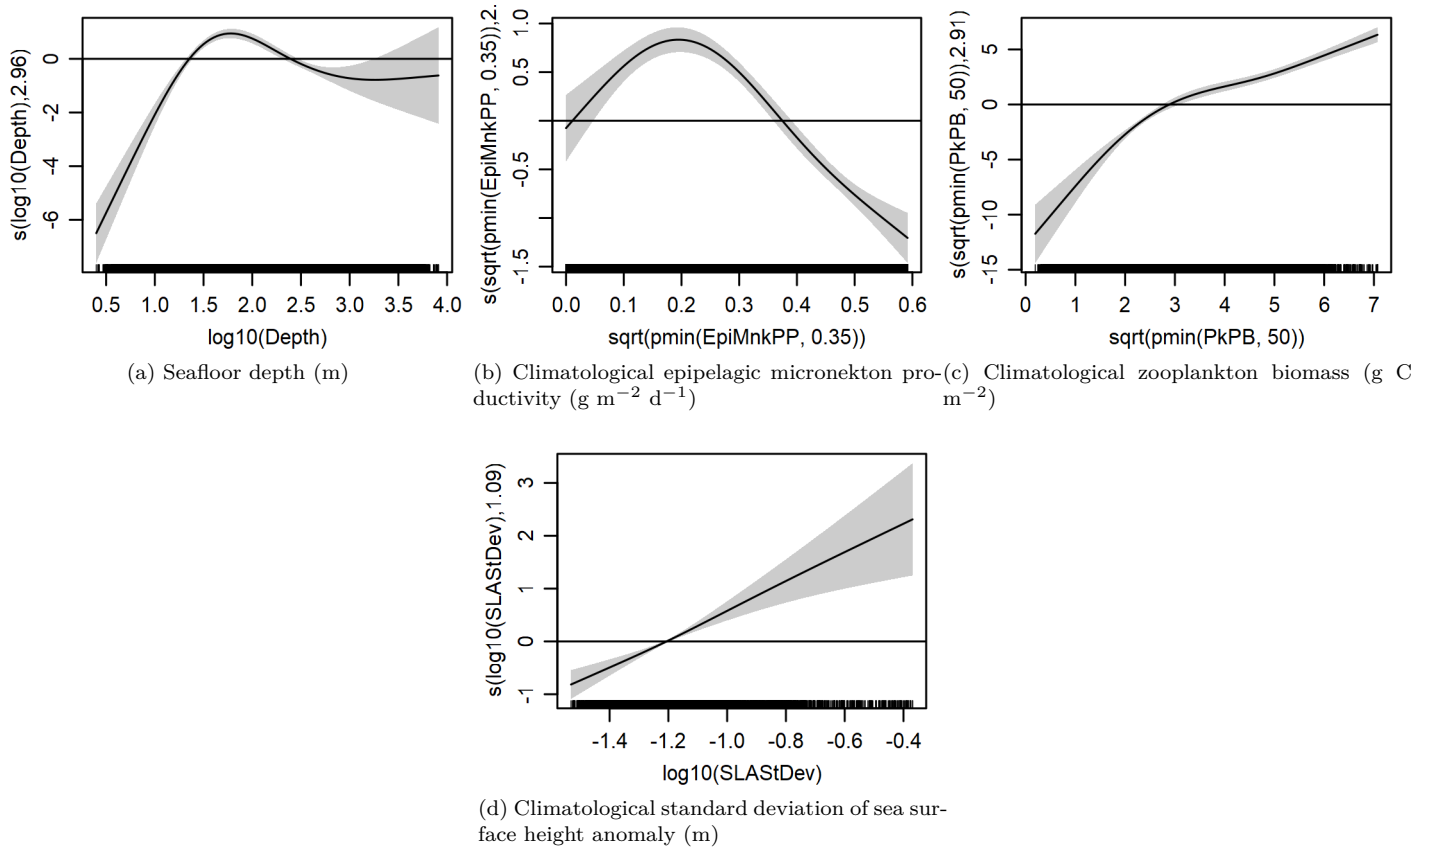 s(log10(Depth),2.96)
0
-2
-4
-6
0.5 1.0 1.5 2.0 2.5 3.0 3.5 4.0
log10(Depth)
(a) Seafloor depth (m)
s(sqrt(pmin(EpiMnkPP, 0.35)),2.
1.0
0.5
-0.5
-1.5
0.0 0.1 0.2 0.3 0.4 0.5 0.6
sqrt(pmin(EpiMnkPP, 0.35))
(b) Climatological epipelagic micronekton pro-
ductivity (g m−2 d−1)
s(sqrt(pmin(PkPB, 50)),2.91)
5
0
-5
-10
-15
0 1 2 3 4 5 6 7
sqrt(pmin(PkPB, 50))
(c) Climatological zooplankton biomass (g C
m−2)
s(log10(SLAStDev),1.09)
3
2
1
0
-1
-1.4 -1.2 -1.0 -0.8 -0.6 -0.4
log10(SLAStDev)
(d) Climatological standard deviation of sea sur-
face height anomaly (m)